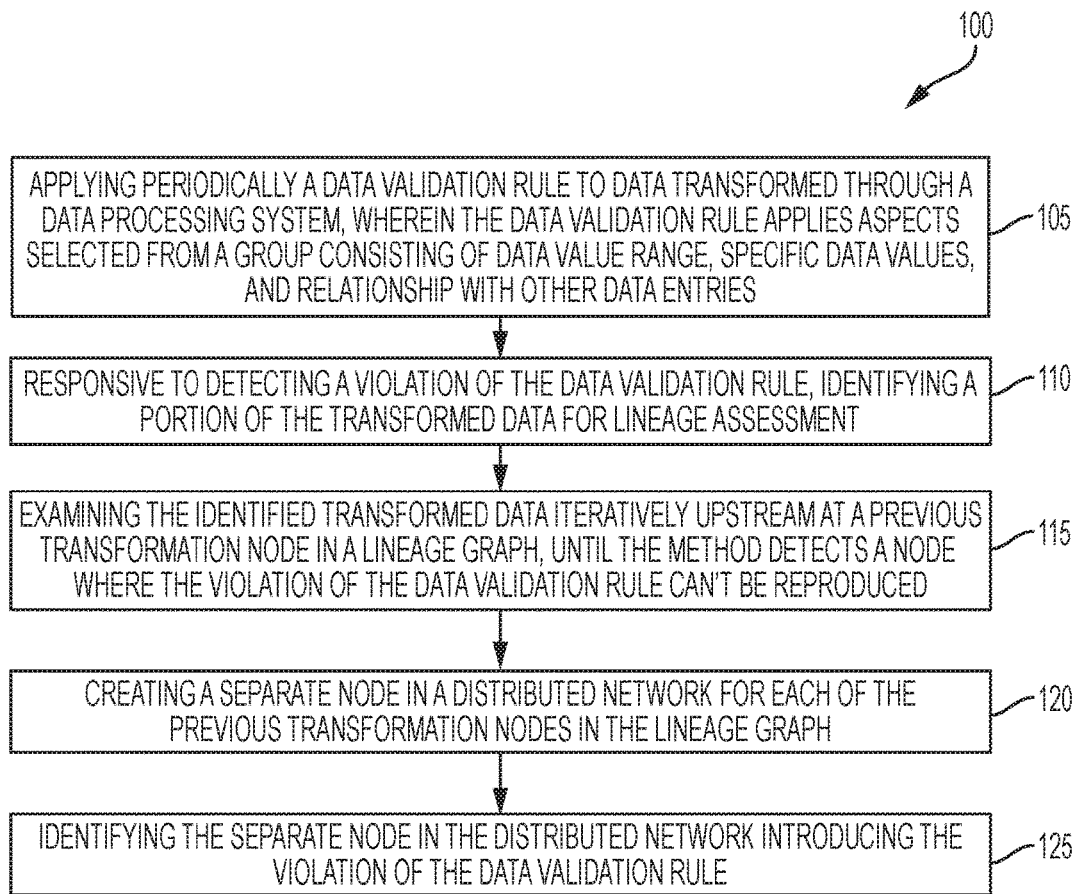 100
APPLYING PERIODICALLY A DATA VALIDATION RULE TO DATA TRANSFORMED THROUGH A
DATA PROCESSING SYSTEM, WHEREIN THE DATA VALIDATION RULE APPLIES ASPECTS
SELECTED FROM A GROUP CONSISTING OF DATA VALUE RANGE, SPECIFIC DATA VALUES,
AND RELATIONSHIP WITH OTHER DATA ENTRIES
105
RESPONSIVE TO DETECTING A VIOLATION OF THE DATA VALIDATION RULE, IDENTIFYING A
PORTION OF THE TRANSFORMED DATA FOR LINEAGE ASSESSMENT
110
EXAMINING THE IDENTIFIED TRANSFORMED DATA ITERATIVELY UPSTREAM AT A PREVIOUS
TRANSFORMATION NODE IN A LINEAGE GRAPH, UNTIL THE METHOD DETECTS A NODE
WHERE THE VIOLATION OF THE DATA VALIDATION RULE CAN'T BE REPRODUCED
115
CREATING A SEPARATE NODE IN A DISTRIBUTED NETWORK FOR EACH OF THE
PREVIOUS TRANSFORMATION NODES IN THE LINEAGE GRAPH
120
IDENTIFYING THE SEPARATE NODE IN THE DISTRIBUTED NETWORK INTRODUCING THE
VIOLATION OF THE DATA VALIDATION RULE
125